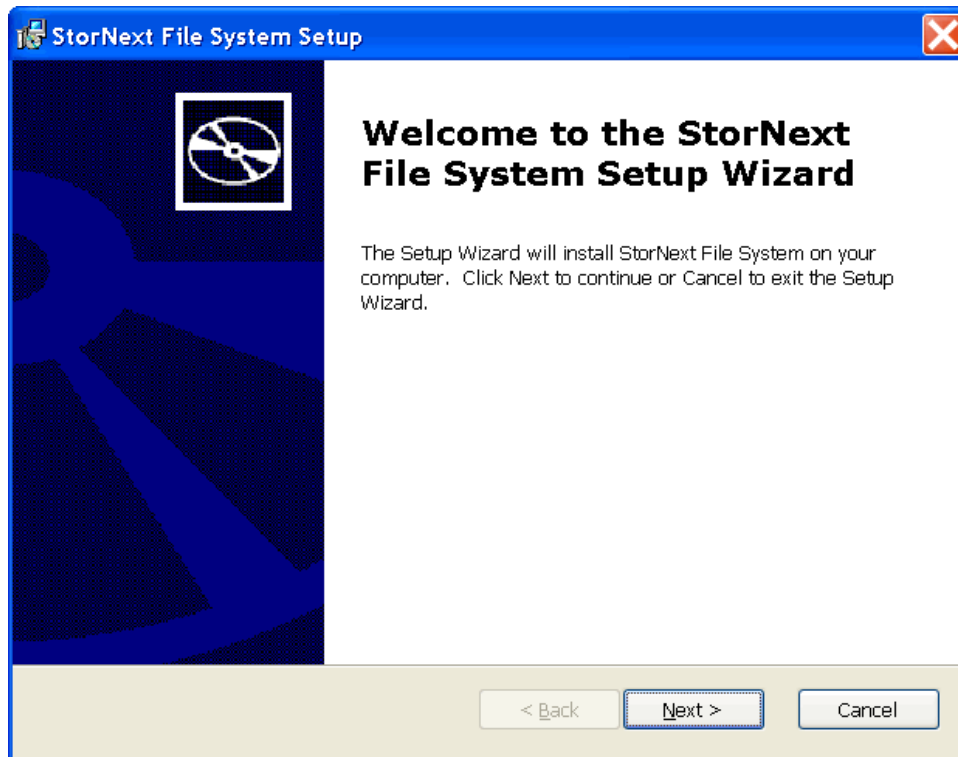 StorNext File System Setup
Welcome to the StorNext
File System Setup Wizard
The Setup Wizard will install StorNext File System on your
computer.  Click Next to continue or Cancel to exit the Setup
Wizard.
< Back
Next >
Cancel